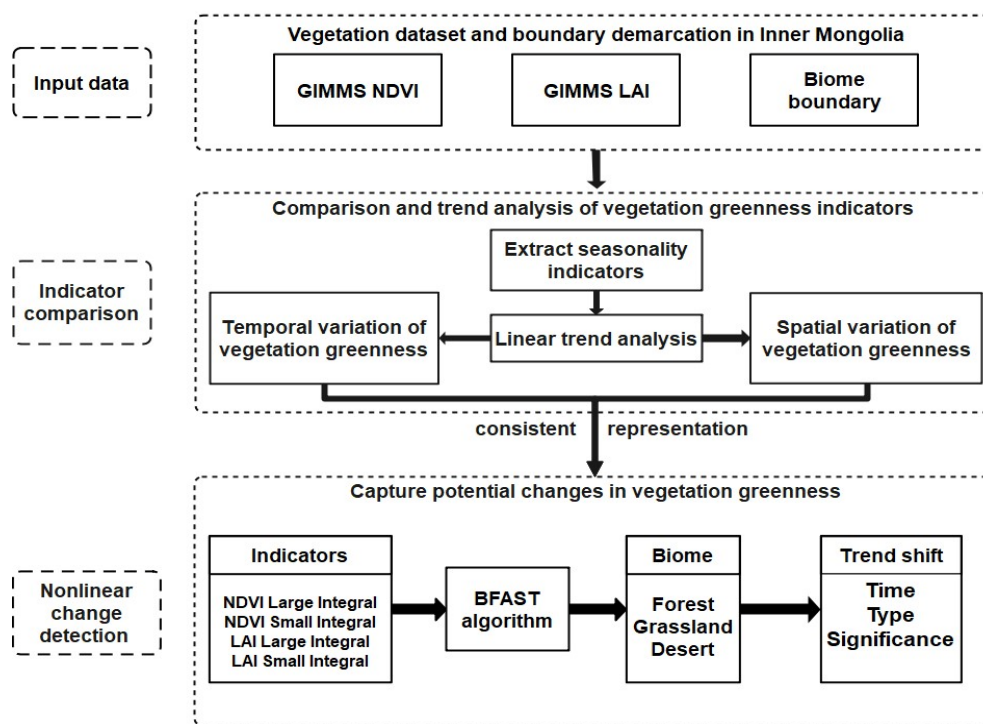 Vegetation dataset and boundary demarcation in Inner Mongolia
Input data
GIMMS NDVI
GIMMS LAI
Biome
boundary
Comparison and trend analysis of vegetation greenness indicators
Extract seasonality
indicators
Indicator
comparison
Temporal variation of
vegetation greenness
Linear trend analysis
Spatial variation of
vegetation greenness
consistent representation
Capture potential changes in vegetation greenness
Nonlinear
change
detection
Indicators
NDVI Large Integral
NDVI Small Integral
LAI Large Integral
LAI Small Integral
BFAST
algorithm
Biome
Forest
Grassland
Desert
Trend shift
Time
Type
Significance